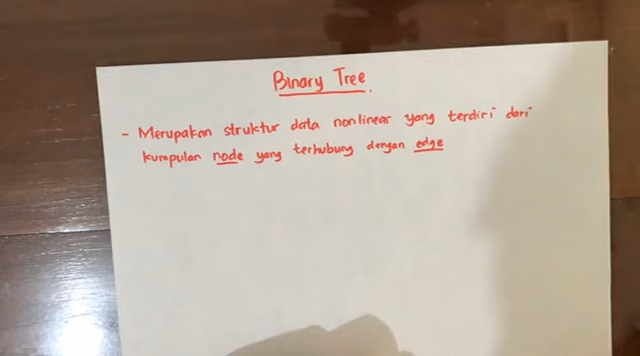 Binary Tree.
- Merupakan struktur data nonlinear yang terdiri dari
kumpulan node yang terhubung dengan edge